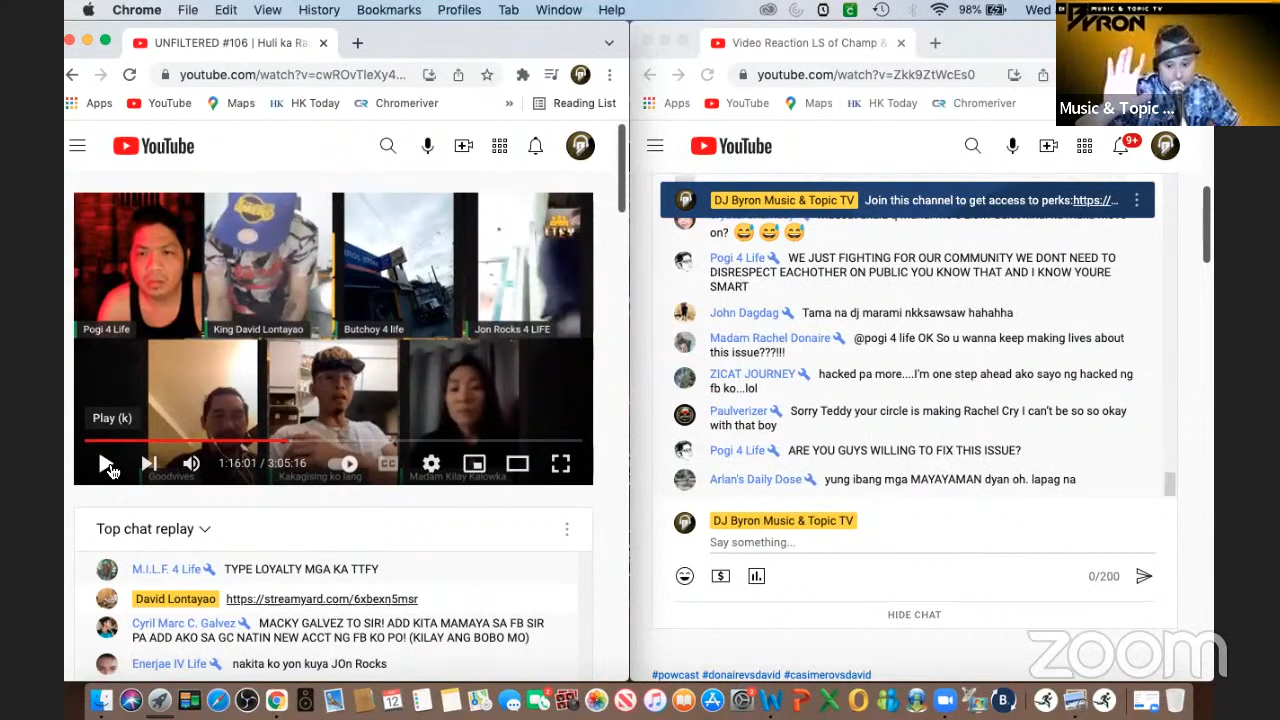 Chrome File Edit View History Bookmarks Profiles Tab Window Help
98%
UNFILTERED #106 | Huli ka Ra
youtube.com/watch?v=cwROvTleXy4...
Apps YouTube Maps HK HK Today CR Chromeriver » Reading List
YouTube
Pogi 4 Life
King David Lontayao
Butchoy 4 life
Jon Rocks 4 LIFE
Play (k)
1:16:01 / 3:05:16
Goodvives
Kakagising ko lang
Madam Kilay Kalowka
Top chat replay
M.I.L.F. 4 Life TYPE LOYALTY MGA KA TTFY
David Lontayao https://streamyard.com/6xbexn5msr
Cyril Marc C. Galvez MACKY GALVEZ TO SIR! ADD KITA MAMAYA SA FB SIR
PA ADD AKO SA GC NATIN NEW ACCT NG FB KO PO! (KILAY ANG BOBO MO)
Enerjae IV Life nakita ko yon kuya JOn Rocks
Video Reaction LS of Champ &
youtube.com/watch?v=Zkk9ZtWcEs0
Apps YouTube Maps HK HK Today CR Chromeriver
MUSIC & TOPIC TV
BYRON
Music & Topic ...
YouTube
9+
DJ Byron Music & Topic TV Join this channel to get access to perks:https://...
on?
Pogi 4 Life WE JUST FIGHTING FOR OUR COMMUNITY WE DONT NEED TO
DISRESPECT EACHOTHER ON PUBLIC YOU KNOW THAT AND I KNOW YOURE
SMART
John Dagdag Tama na dj marami nkksawsaw hahahha
Madam Rachel Donaire @pogi 4 life OK So u wanna keep making lives about
this issue???!!!
ZICAT JOURNEY hacked pa more....I'm one step ahead ako sayo ng hacked ng
fb ko...lol
Paulverizer Sorry Teddy your circle is making Rachel Cry I can't be so so okay
with that boy
Pogi 4 Life ARE YOU GUYS WILLING TO FIX THIS ISSUE?
Arlan's Daily Dose yung ibang mga MAYAYAMAN dyan oh. lapag na
DJ Byron Music & Topic TV
Say something...
0/200
HIDE CHAT
#powcast #donairevsdavid #casimerovsdavid
zoom